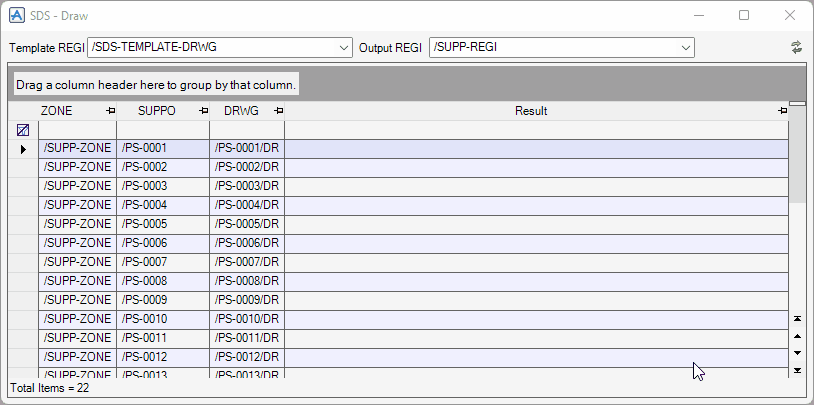 SDS - Draw
Template REGI /SDS-TEMPLATE-DRWG Output REGI /SUPP-REGI
Drag a column header here to group by that column.
ZONE SUPPO DRWG Result
/SUPP-ZONE /PS-0001 /PS-0001/DR
/SUPP-ZONE /PS-0002 /PS-0002/DR
/SUPP-ZONE /PS-0003 /PS-0003/DR
/SUPP-ZONE /PS-0004 /PS-0004/DR
/SUPP-ZONE /PS-0005 /PS-0005/DR
/SUPP-ZONE /PS-0006 /PS-0006/DR
/SUPP-ZONE /PS-0007 /PS-0007/DR
/SUPP-ZONE /PS-0008 /PS-0008/DR
/SUPP-ZONE /PS-0009 /PS-0009/DR
/SUPP-ZONE /PS-0010 /PS-0010/DR
/SUPP-ZONE /PS-0011 /PS-0011/DR
/SUPP-ZONE /PS-0012 /PS-0012/DR
/SUPP-ZONE /PS-0013 /PS-0013/DR
Total Items = 22